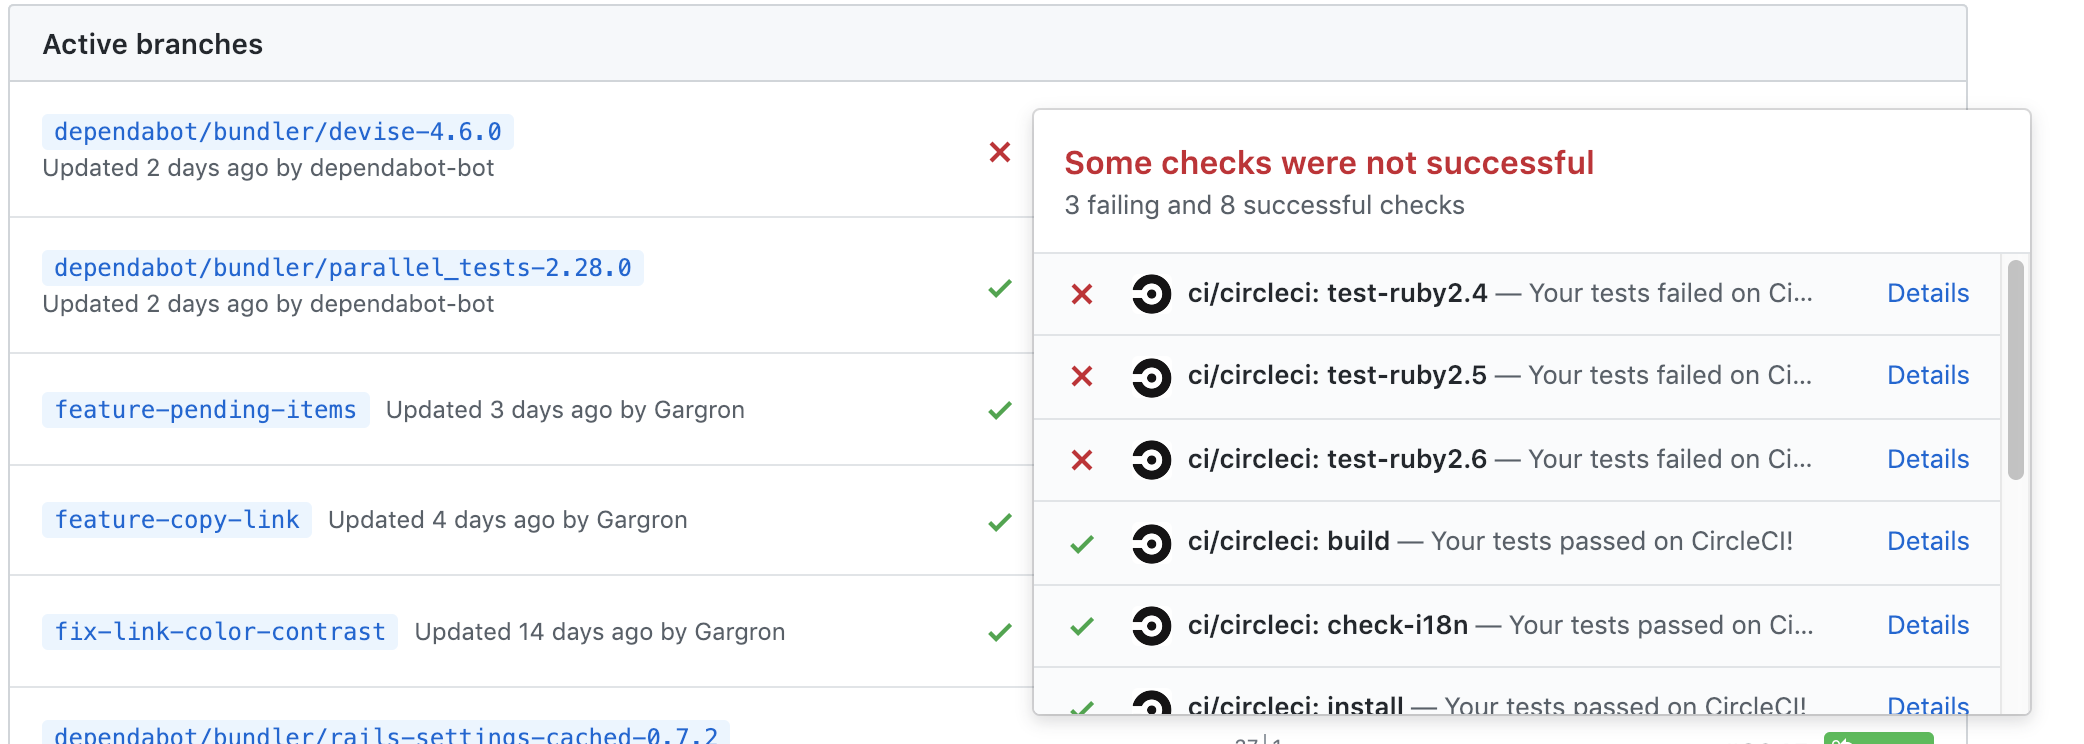 Active branches
dependabot/bundler/devise-4.6.0
Updated 2 days ago by dependabot-bot
dependabot/bundler/parallel_tests-2.28.0
Updated 2 days ago by dependabot-bot
feature-pending-items Updated 3 days ago by Gargron
feature-copy-link Updated 4 days ago by Gargron
fix-link-color-contrast Updated 14 days ago by Gargron
dependabot/bundler/rails-settings-cached-0.7.2
Some checks were not successful
3 failing and 8 successful checks
ci/circleci: test-ruby2.4 — Your tests failed on Ci... Details
ci/circleci: test-ruby2.5 — Your tests failed on Ci... Details
ci/circleci: test-ruby2.6 — Your tests failed on Ci... Details
ci/circleci: build — Your tests passed on CircleCI! Details
ci/circleci: check-i18n — Your tests passed on Ci... Details
ci/circleci: install — Your tests passed on CircleCI! Details